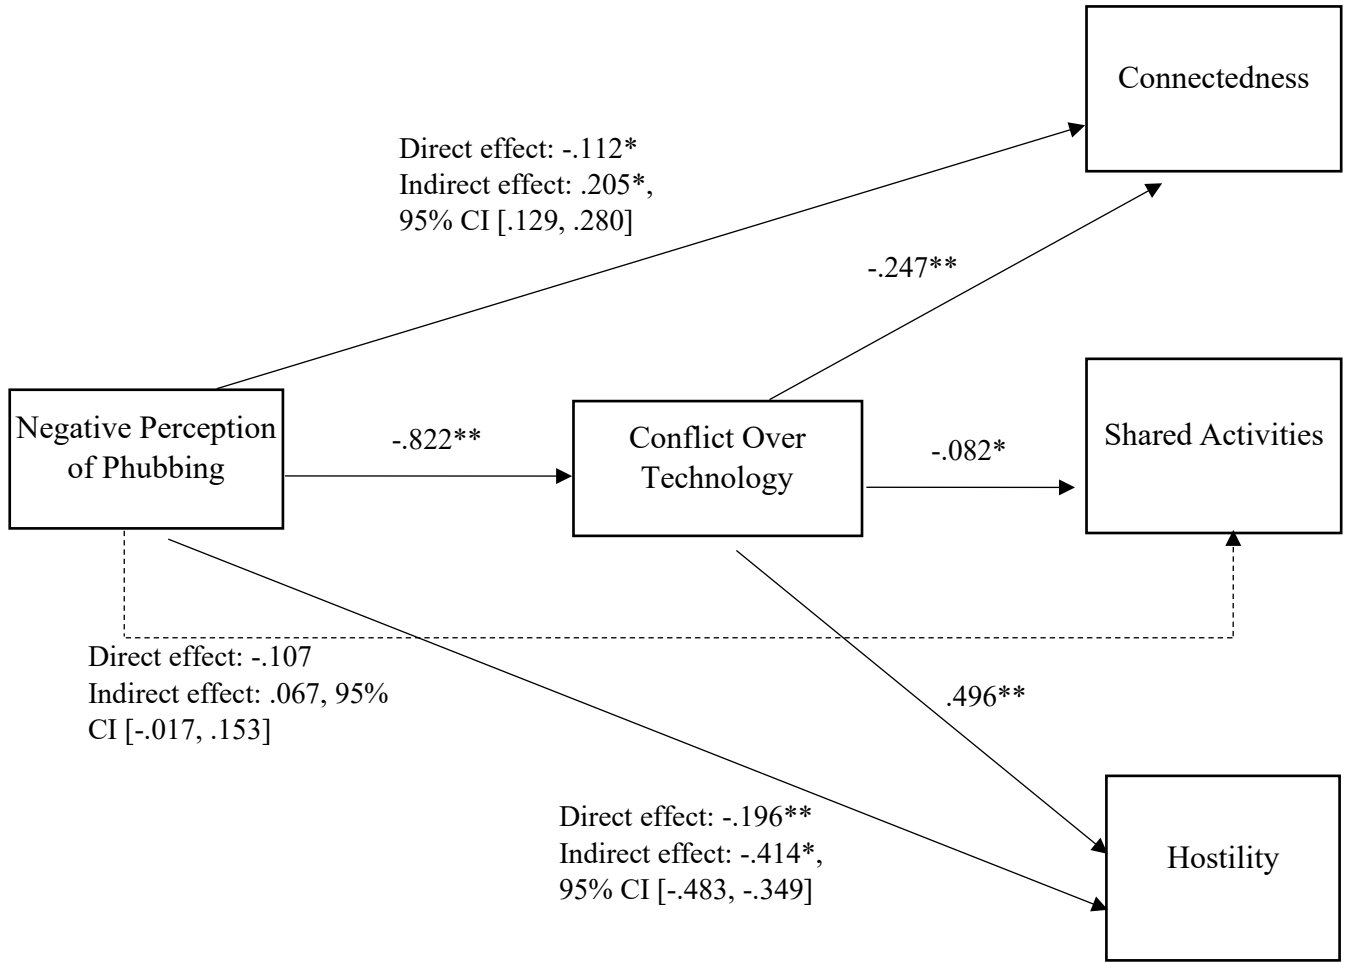 Connectedness
Direct effect: -.112*
Indirect effect: .205*,
95% CI [.129, .280]
-.247**
Negative Perception
of Phubbing
-.822**
Conflict Over
Technology
-.082*
Shared Activities
Direct effect: -.107
Indirect effect: .067, 95%
CI [-.017, .153]
.496**
Direct effect: -.196**
Indirect effect: -.414*,
95% CI [-.483, -.349]
Hostility